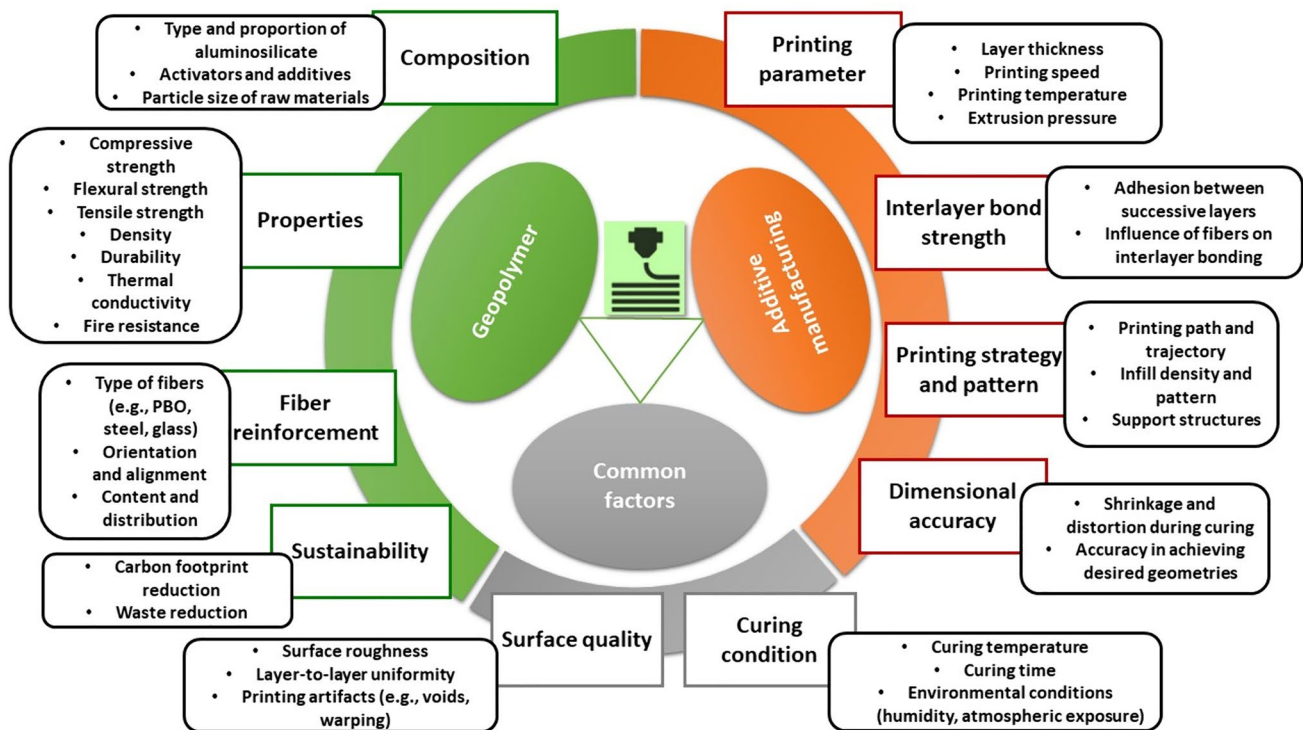 Composition
• Type and proportion of
aluminosilicate
• Activators and additives
• Particle size of raw materials
Properties
• Compressive
strength
• Flexural strength
• Tensile strength
• Density
• Durability
• Thermal
conductivity
• Fire resistance
Fiber
reinforcement
• Type of fibers
(e.g., PBO,
steel, glass)
• Orientation
and alignment
• Content and
distribution
Sustainability
• Carbon footprint
reduction
• Waste reduction
Geopolymer
Additive
manufacturing
Common
factors
Printing
parameter
• Layer thickness
• Printing speed
• Printing temperature
• Extrusion pressure
Interlayer bond
strength
• Adhesion between
successive layers
• Influence of fibers on
interlayer bonding
Printing strategy
and pattern
• Printing path and
trajectory
• Infill density and
pattern
• Support structures
Dimensional
accuracy
• Shrinkage and
distortion during curing
• Accuracy in achieving
desired geometries
Surface quality
• Surface roughness
• Layer-to-layer uniformity
• Printing artifacts (e.g., voids,
warping)
Curing
condition
• Curing temperature
• Curing time
• Environmental conditions
(humidity, atmospheric exposure)